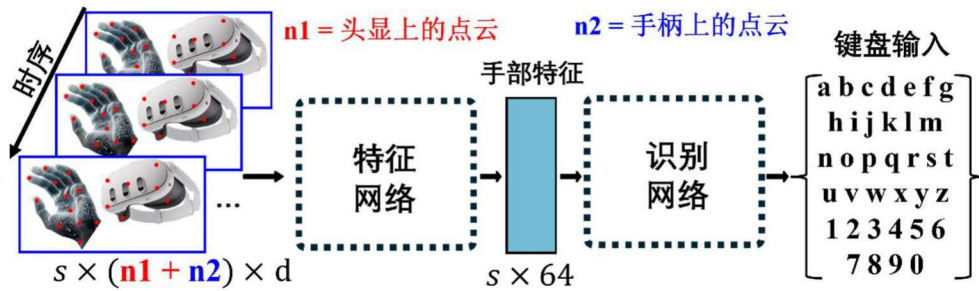 时序
n1 = 头显上的点云
n2 = 手柄上的点云
键盘输入
手部特征
特征
网络
识别
网络
a b c d e f g
h i j k l m
n o p q r s t
u v w x y z
1 2 3 4 5 6
7 8 9 0
...
s × (n1 + n2) × d
s × 64